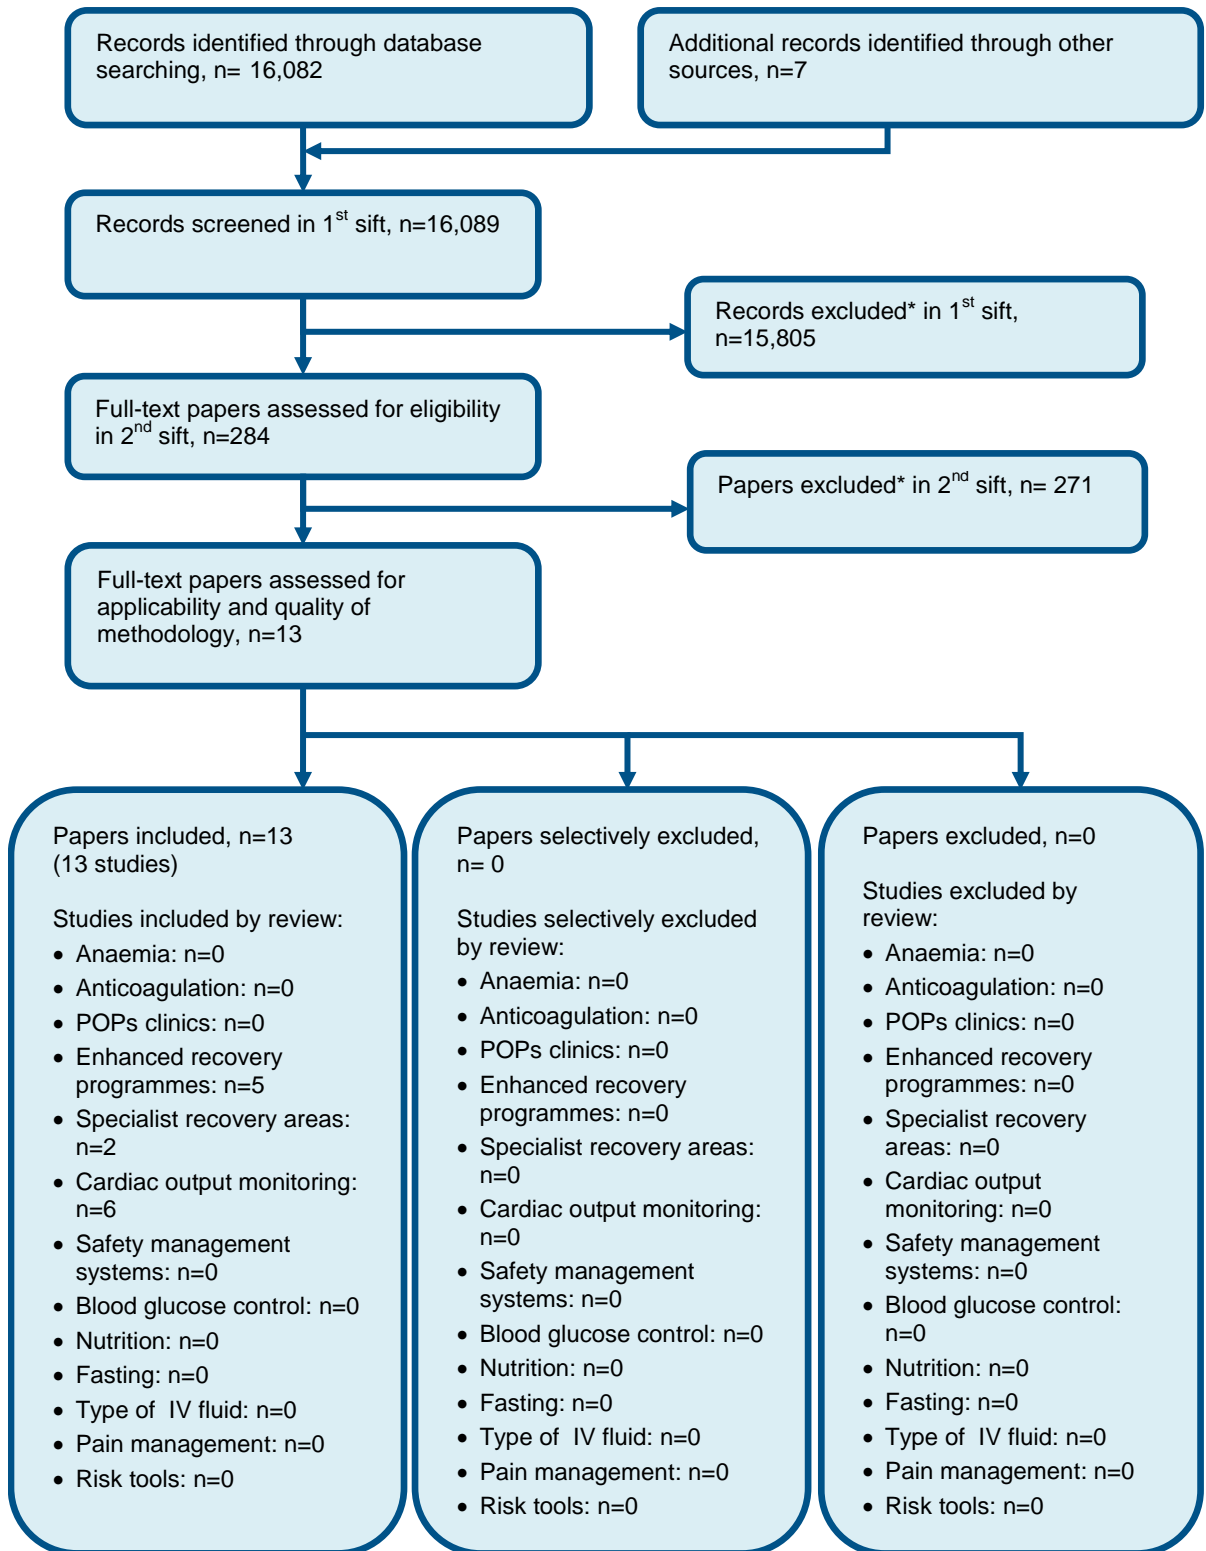 Records identified through database
searching, n= 16,082
Additional records identified through other
sources, n=7
Records screened in 1st sift, n=16,089
Records excluded* in 1st sift,
n=15,805
Full-text papers assessed for eligibility
in 2nd sift, n=284
Papers excluded* in 2nd sift, n= 271
Full-text papers assessed for
applicability and quality of
methodology, n=13
Papers included, n=13
(13 studies)
Studies included by review:
• Anaemia: n=0
• Anticoagulation: n=0
• POPs clinics: n=0
• Enhanced recovery
programmes: n=5
• Specialist recovery areas:
n=2
• Cardiac output monitoring:
n=6
• Safety management
systems: n=0
• Blood glucose control: n=0
• Nutrition: n=0
• Fasting: n=0
• Type of  IV fluid: n=0
• Pain management: n=0
• Risk tools: n=0
Papers selectively excluded,
n= 0
Studies selectively excluded
by review:
• Anaemia: n=0
• Anticoagulation: n=0
• POPs clinics: n=0
• Enhanced recovery
programmes: n=0
• Specialist recovery areas:
n=0
• Cardiac output monitoring:
n=0
• Safety management
systems: n=0
• Blood glucose control: n=0
• Nutrition: n=0
• Fasting: n=0
• Type of  IV fluid: n=0
• Pain management: n=0
• Risk tools: n=0
Papers excluded, n=0
Studies excluded by
review:
• Anaemia: n=0
• Anticoagulation: n=0
• POPs clinics: n=0
• Enhanced recovery
programmes: n=0
• Specialist recovery
areas: n=0
• Cardiac output
monitoring: n=0
• Safety management
systems: n=0
• Blood glucose control:
n=0
• Nutrition: n=0
• Fasting: n=0
• Type of  IV fluid: n=0
• Pain management: n=0
• Risk tools: n=0